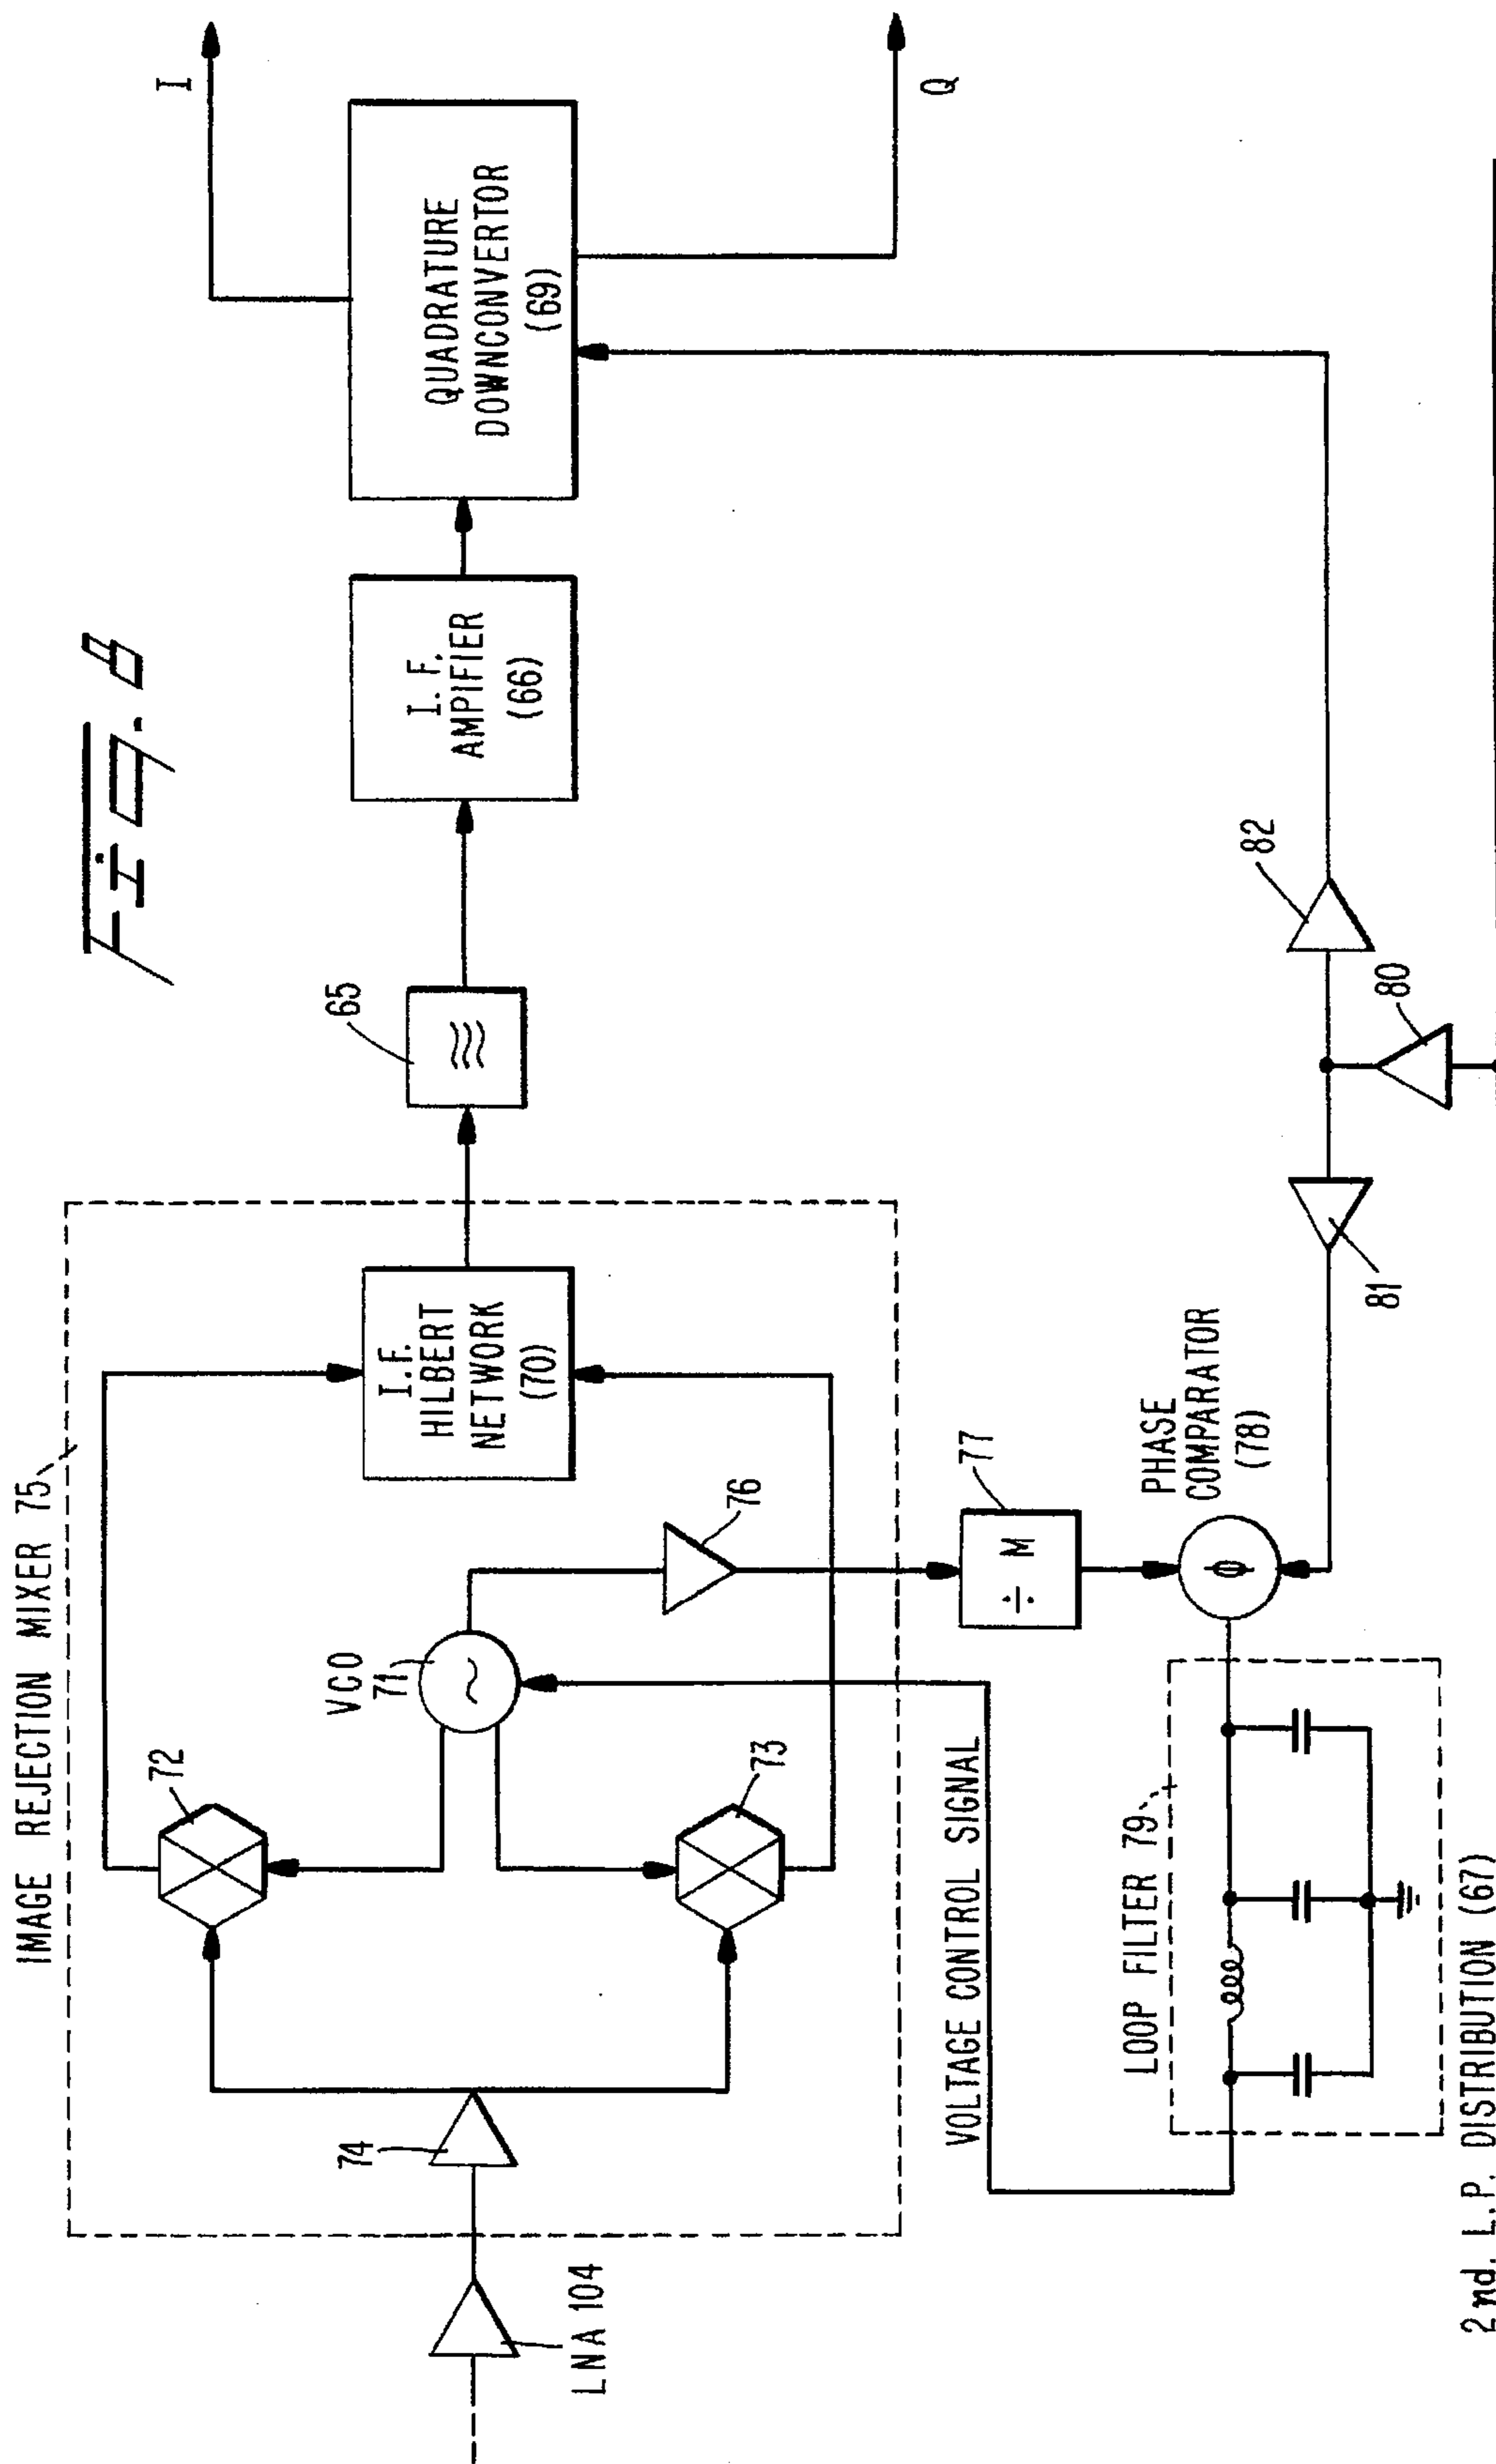 Fig. 8
IMAGE REJECTION MIXER 75
LNA 104
74
72
73
VCO
71
76
I.F.
HILBERT
NETWORK
(70)
65
I. F.
AMPIFIER
(66)
QUADRATURE
DOWNCONVERTOR
(69)
I
Q
VOLTAGE CONTROL SIGNAL
77
÷ M
PHASE
COMPARATOR
(78)
ϕ
LOOP FILTER 79
81
80
82
2nd. L.P. DISTRIBUTION (67)